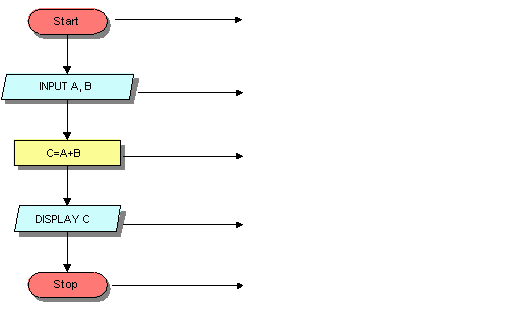 Start
INPUT A, B
C=A+B
DISPLAY C
Stop